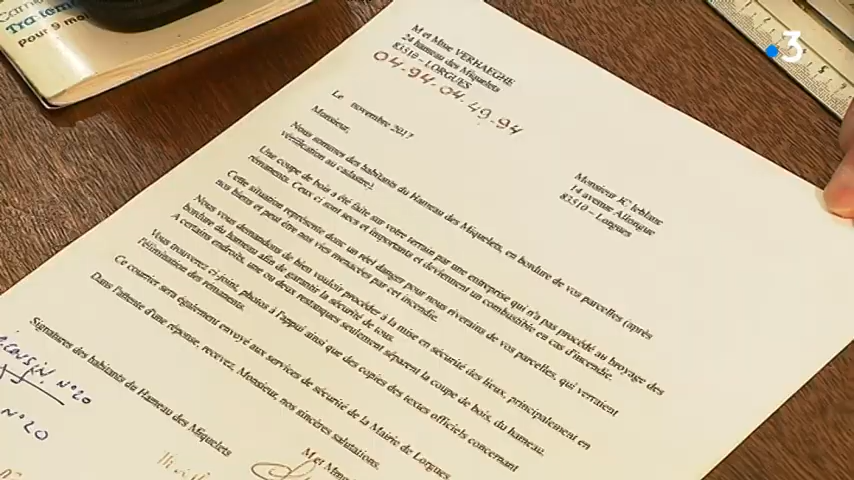 Pour 9 mo
3
M et Mme VERHAEGHE
24 hameau des Miquelets
83510 – LORGUES
04.94.04.49.94
Le novembre 2017
Monsieur JC leblanc
14 avenue Allongue
83510 – Lorgues
Monsieur,
Nous sommes des habitants du Hameau des Miquelets, en bordure de vos parcelles (après
vérification au cadastre).
Une coupe de bois a été faite sur votre terrain par une entreprise qui n'a pas procédé au broyage des
rémanents. Ceux ci sont secs et importants et deviennent un combustible en cas d'incendie.
Cette situation représente donc un réel danger pour nous riverains de vos parcelles, qui verraient
nos biens et peut être nos vies menacées par cet incendie.
Nous vous demandons de bien vouloir procéder à la mise en sécurité des lieux, principalement en
bordure du hameau afin de garantir la sécurité de tous.
A certains endroits, une ou deux restanques seulement séparent la coupe de bois, du hameau.
Vous trouverez ci joint, photos à l'appui ainsi que des copies des textes officiels concernant
l'élimination des rémanents.
Ce courrier sera également envoyé aux services de sécurité de la Mairie de Lorgues
Dans l'attente d'une réponse, recevez, Monsieur, nos sincères salutations.
M et Mme
Signatures des habitants du Hameau des Miquelets
COUSIN. N°20
N°20